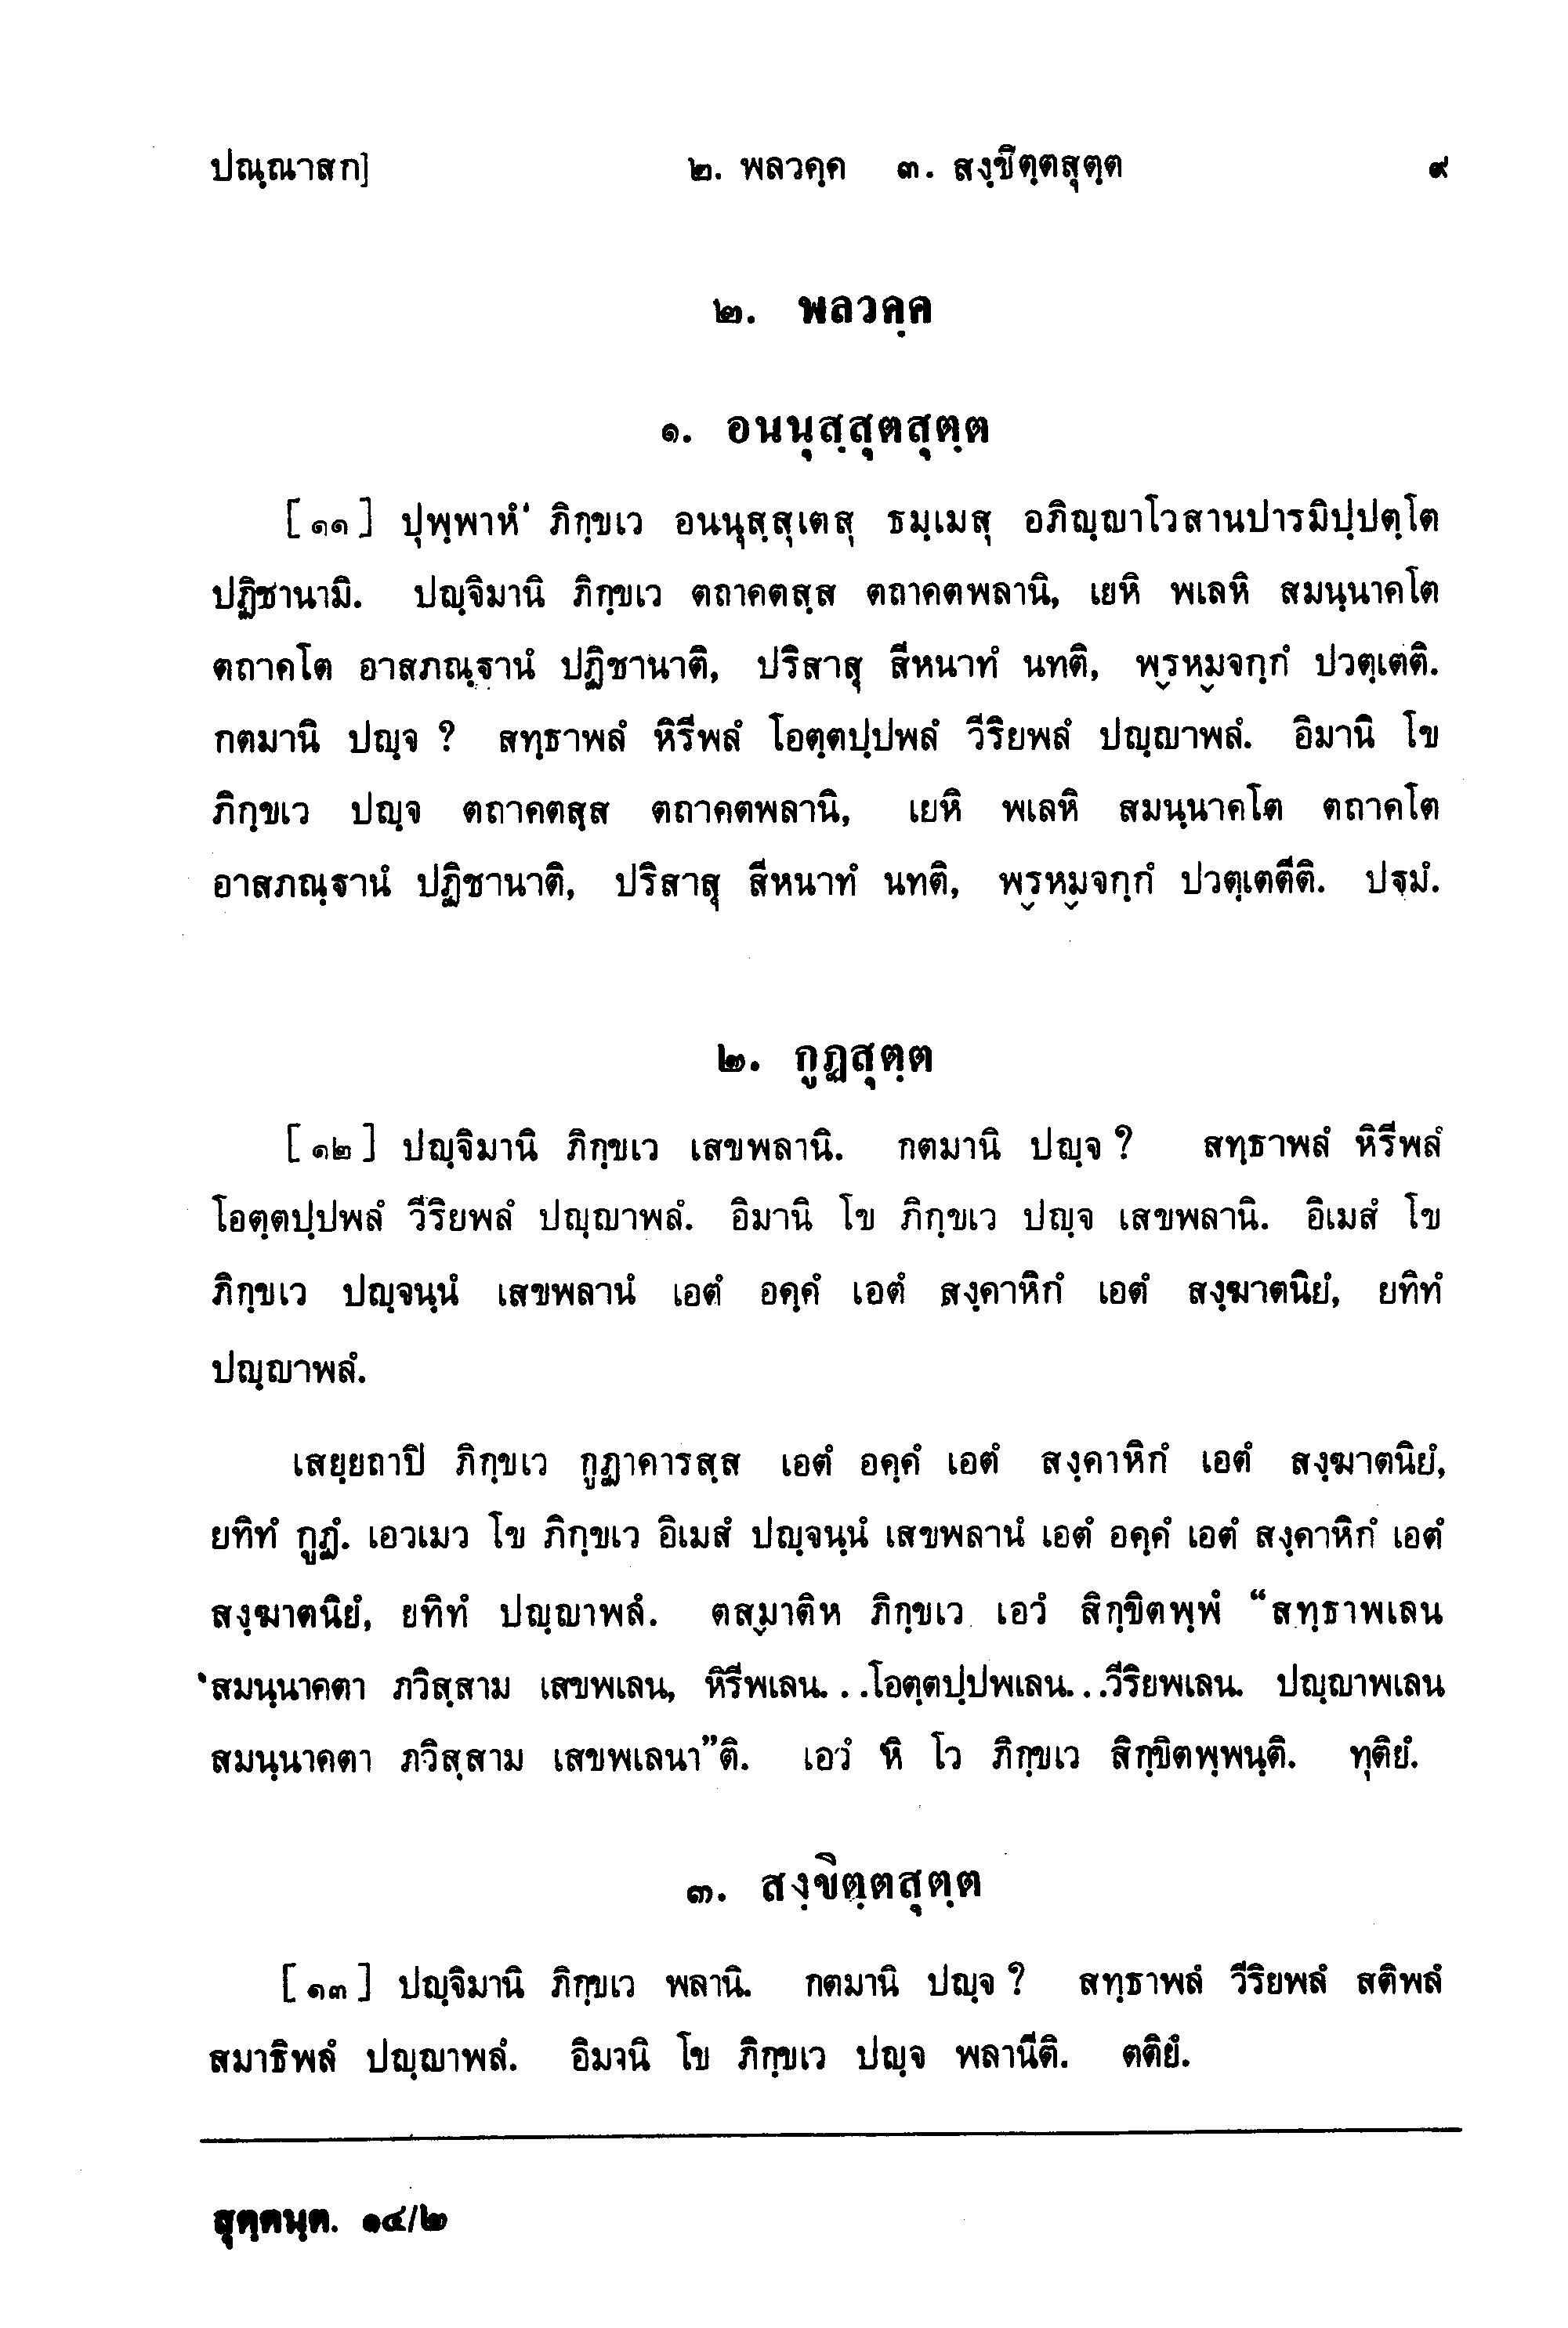 ปณฺณาสก] ๒. พลวคฺค ๓. สงฺขิตฺตสุตฺต ๙
๒. พลวคฺค
๑. อนนุสฺสุตสุตฺต
[๑๑] ปุพฺพาหํ ภิกฺขเว อนนุสฺสุเตสุ ธมฺเมสุ อภิญฺญาโวสานปารมิปฺปตฺโต
ปฏิชานามิ. ปญฺจิมานิ ภิกฺขเว ตถาคตสฺส ตถาคตพลานิ, เยหิ พเลหิ สมนฺนาคโต
ตถาคโต อาสภณฺฐานํ ปฏิชานาติ, ปริสาสุ สีหนาทํ นทติ, พฺรหฺมจกฺกํ ปวตฺเตติ.
กตมานิ ปญฺจ ? สทฺธาพลํ หิรีพลํ โอตฺตปฺปพลํ วีริยพลํ ปญฺญาพลํ. อิมานิ โข
ภิกฺขเว ปญฺจ ตถาคตสฺส ตถาคตพลานิ, เยหิ พเลหิ สมนฺนาคโต ตถาคโต
อาสภณฺฐานํ ปฏิชานาติ, ปริสาสุ สีหนาทํ นทติ, พฺรหฺมจกฺกํ ปวตฺเตตีติ. ปฐมํ.
๒. กูฏสุตฺต
[๑๒] ปญฺจิมานิ ภิกฺขเว เสขพลานิ. กตมานิ ปญฺจ ? สทฺธาพลํ หิรีพลํ
โอตฺตปฺปพลํ วีริยพลํ ปญฺญาพลํ. อิมานิ โข ภิกฺขเว ปญฺจ เสขพลานิ. อิเมสํ โข
ภิกฺขเว ปญฺจนฺนํ เสขพลานํ เอตํ อคฺคํ เอตํ สงฺคาหิกํ เอตํ สงฺฆาตนิยํ, ยทิทํ
ปญฺญาพลํ.
เสยฺยถาปิ ภิกฺขเว กูฏาคารสฺส เอตํ อคฺคํ เอตํ สงฺคาหิกํ เอตํ สงฺฆาตนิยํ,
ยทิทํ กูฏํ. เอวเมว โข ภิกฺขเว อิเมสํ ปญฺจนฺนํ เสขพลานํ เอตํ อคฺคํ เอตํ สงฺคาหิกํ เอตํ
สงฺฆาตนิยํ, ยทิทํ ปญฺญาพลํ. ตสฺมาติห ภิกฺขเว เอวํ สิกฺขิตพฺพํ “สทฺธาพเลน
สมนฺนาคตา ภวิสฺสาม เสขพเลน, หิรีพเลน...โอตฺตปฺปพเลน...วีริยพเลน. ปญฺญาพเลน
สมนฺนาคตา ภวิสฺสาม เสขพเลนา”ติ. เอวํ หิ โว ภิกฺขเว สิกฺขิตพฺพนฺติ. ทุติยํ.
๓. สงฺขิตฺตสุตฺต
[๑๓] ปญฺจิมานิ ภิกฺขเว พลานิ. กตมานิ ปญฺจ ? สทฺธาพลํ วีริยพลํ สติพลํ
สมาธิพลํ ปญฺญาพลํ. อิมานิ โข ภิกฺขเว ปญฺจ พลานีติ. ตติยํ.
สุตฺตนฺต. ๑๔/๒